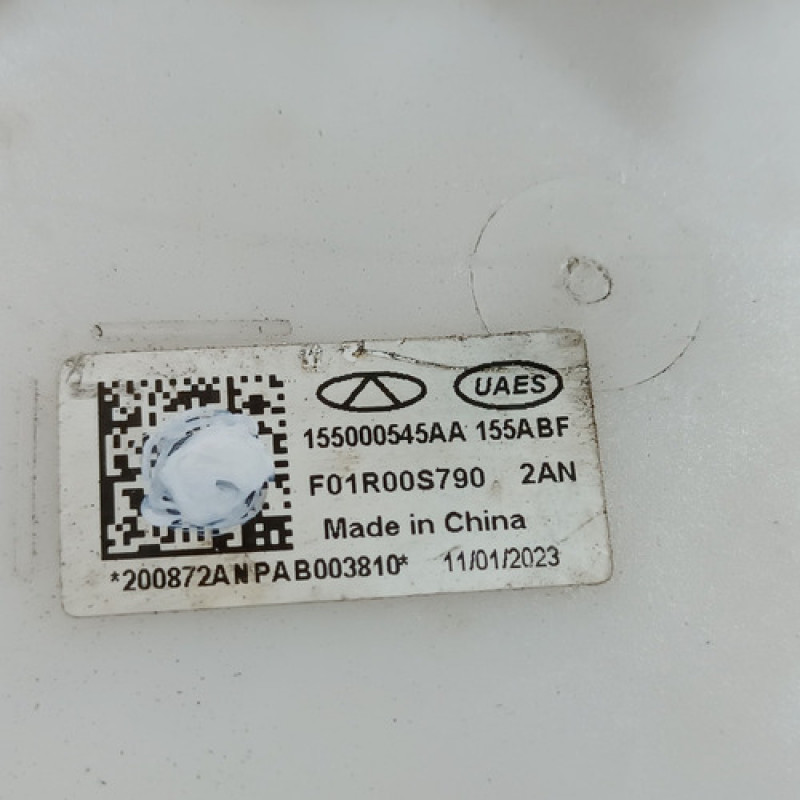 UAES
155000545AA 155ABF
F01R00S790 2AN
Made in China
*200872ANPAB003810* 11/01/2023